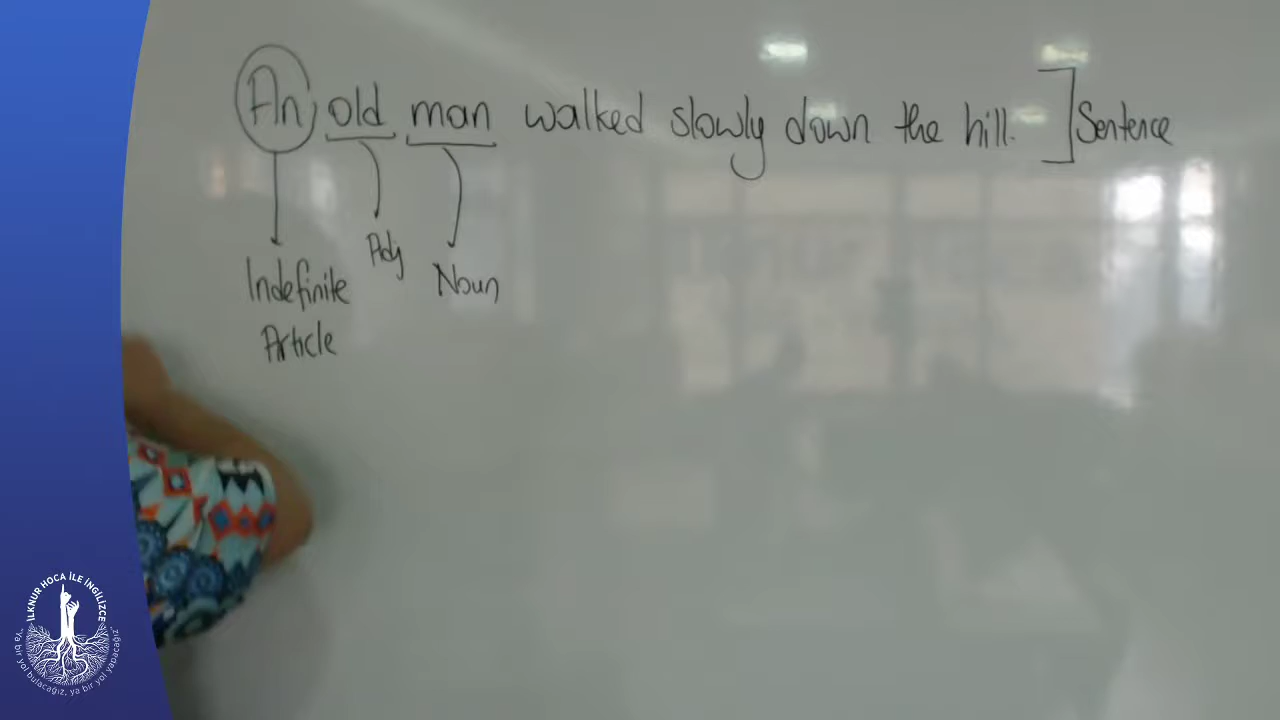 An old man walked slowly down the hill. ] Sentence
Adj
Indefinite Noun
Article
İLKNUR HOCA İLE İNGİLİZCE
"Ya bir yol bulacağız, ya bir yol yapacağız"